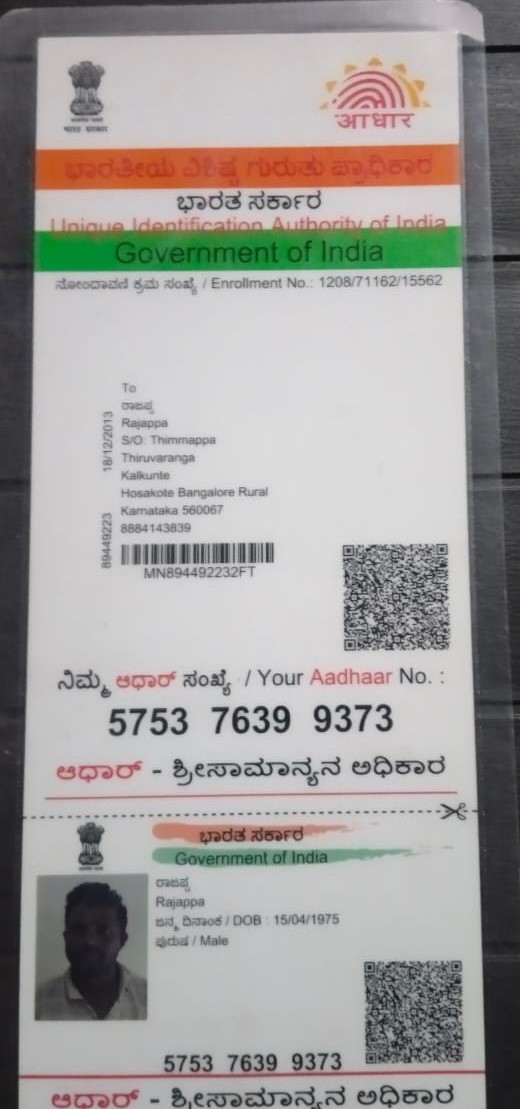 भारत सरकार
आधार
ಭಾರತೀಯ ವಿಶಿಷ್ಟ ಗುರುತು ಪ್ರಾಧಿಕಾರ
ಭಾರತ ಸರ್ಕಾರ
Unique Identification Authority of India
Government of India
ನೋಂದಾವಣಿ ಕ್ರಮ ಸಂಖ್ಯೆ / Enrollment No.: 1208/71162/15562
18/12/2013
89449223
To
ರಾಜಪ್ಪ
Rajappa
S/O: Thimmappa
Thiruvaranga
Kalkunte
Hosakote Bangalore Rural
Karnataka 560067
8884143839
MN894492232FT
ನಿಮ್ಮ ಆಧಾರ್ ಸಂಖ್ಯೆ / Your Aadhaar No. :
5753 7639 9373
ಆಧಾರ್ - ಶ್ರೀಸಾಮಾನ್ಯನ ಅಧಿಕಾರ
ಭಾರತ ಸರ್ಕಾರ
Government of India
ರಾಜಪ್ಪ
Rajappa
ಜನ್ಮ ದಿನಾಂಕ / DOB : 15/04/1975
ಪುರುಷ / Male
5753 7639 9373
ಆಧಾರ್ - ಶ್ರೀಸಾಮಾನ್ಯನ ಅಧಿಕಾರ